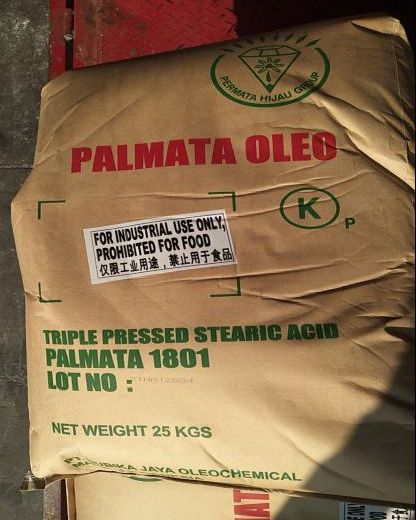 PERMATA HIJAU GROUP
PALMATA OLEO
K
P
FOR INDUSTRIAL USE ONLY,
PROHIBITED FOR FOOD
仅限工业用途，禁止用于食品
TRIPLE PRESSED STEARIC ACID
PALMATA 1801
LOT NO :
NET WEIGHT 25 KGS
JAYA OLEOCHEMICAL